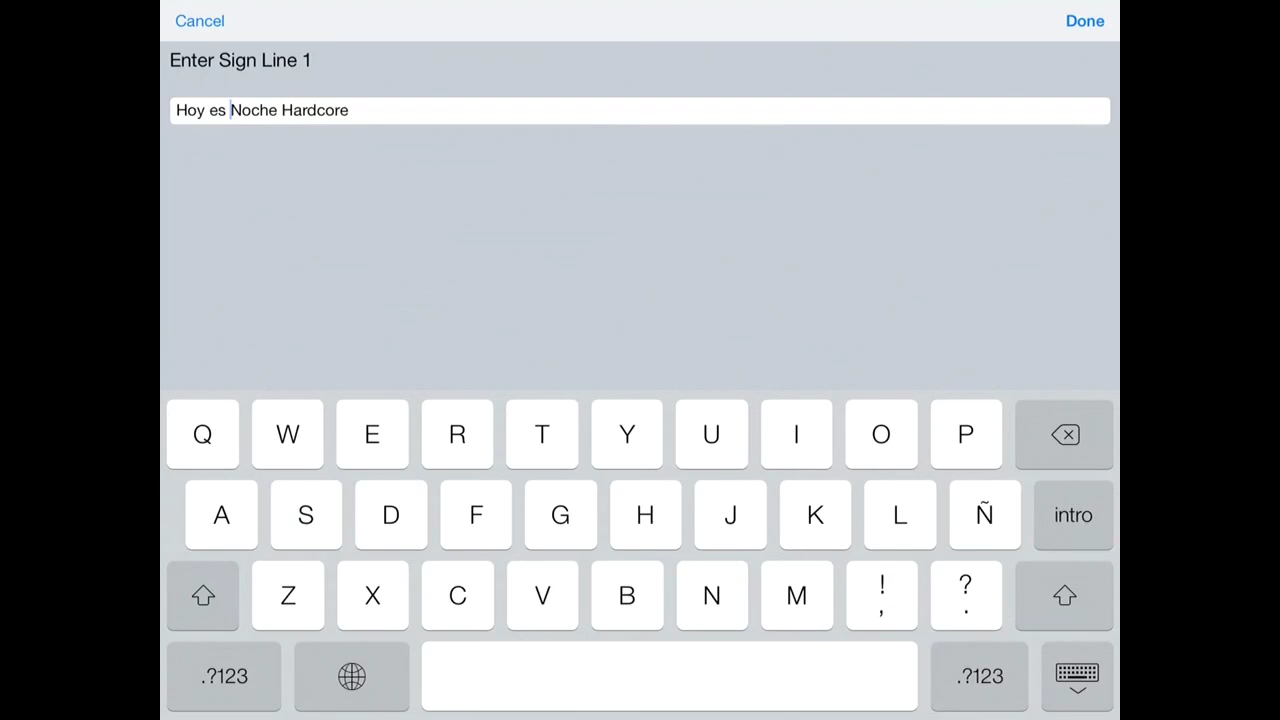 Cancel Done
Enter Sign Line 1
Hoy es Noche Hardcore
Q W E R T Y U I O P
A S D F G H J K L Ñ intro
Z X C V B N M ! , ? .
.?123 .?123